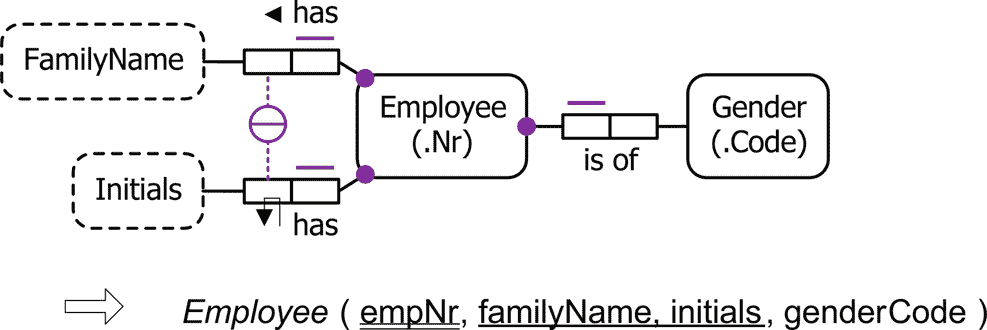 ◄ has
FamilyName
Employee
(.Nr)
Gender
(.Code)
is of
Initials
has
Employee ( empNr, familyName, initials, genderCode )